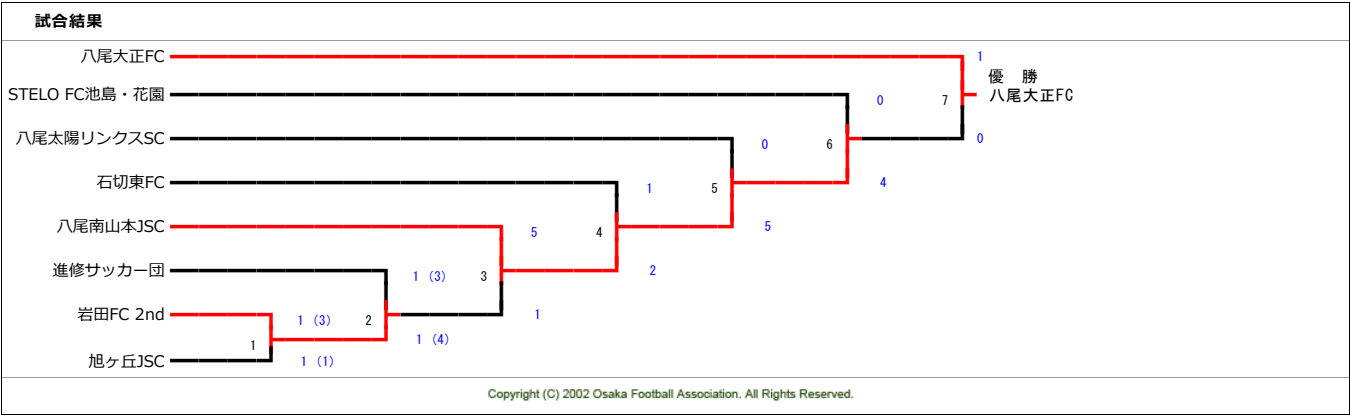 試合結果
八尾大正FC
1
優　勝
八尾大正FC
STELO FC池島・花園
0
7
八尾太陽リンクスSC
0
6
0
石切東FC
1
5
4
八尾南山本JSC
5
4
5
進修サッカー団
1 (3)
3
2
岩田FC 2nd
1 (3)
2
1
1 (4)
1
旭ヶ丘JSC
1 (1)
Copyright (C) 2002 Osaka Football Association. All Rights Reserved.